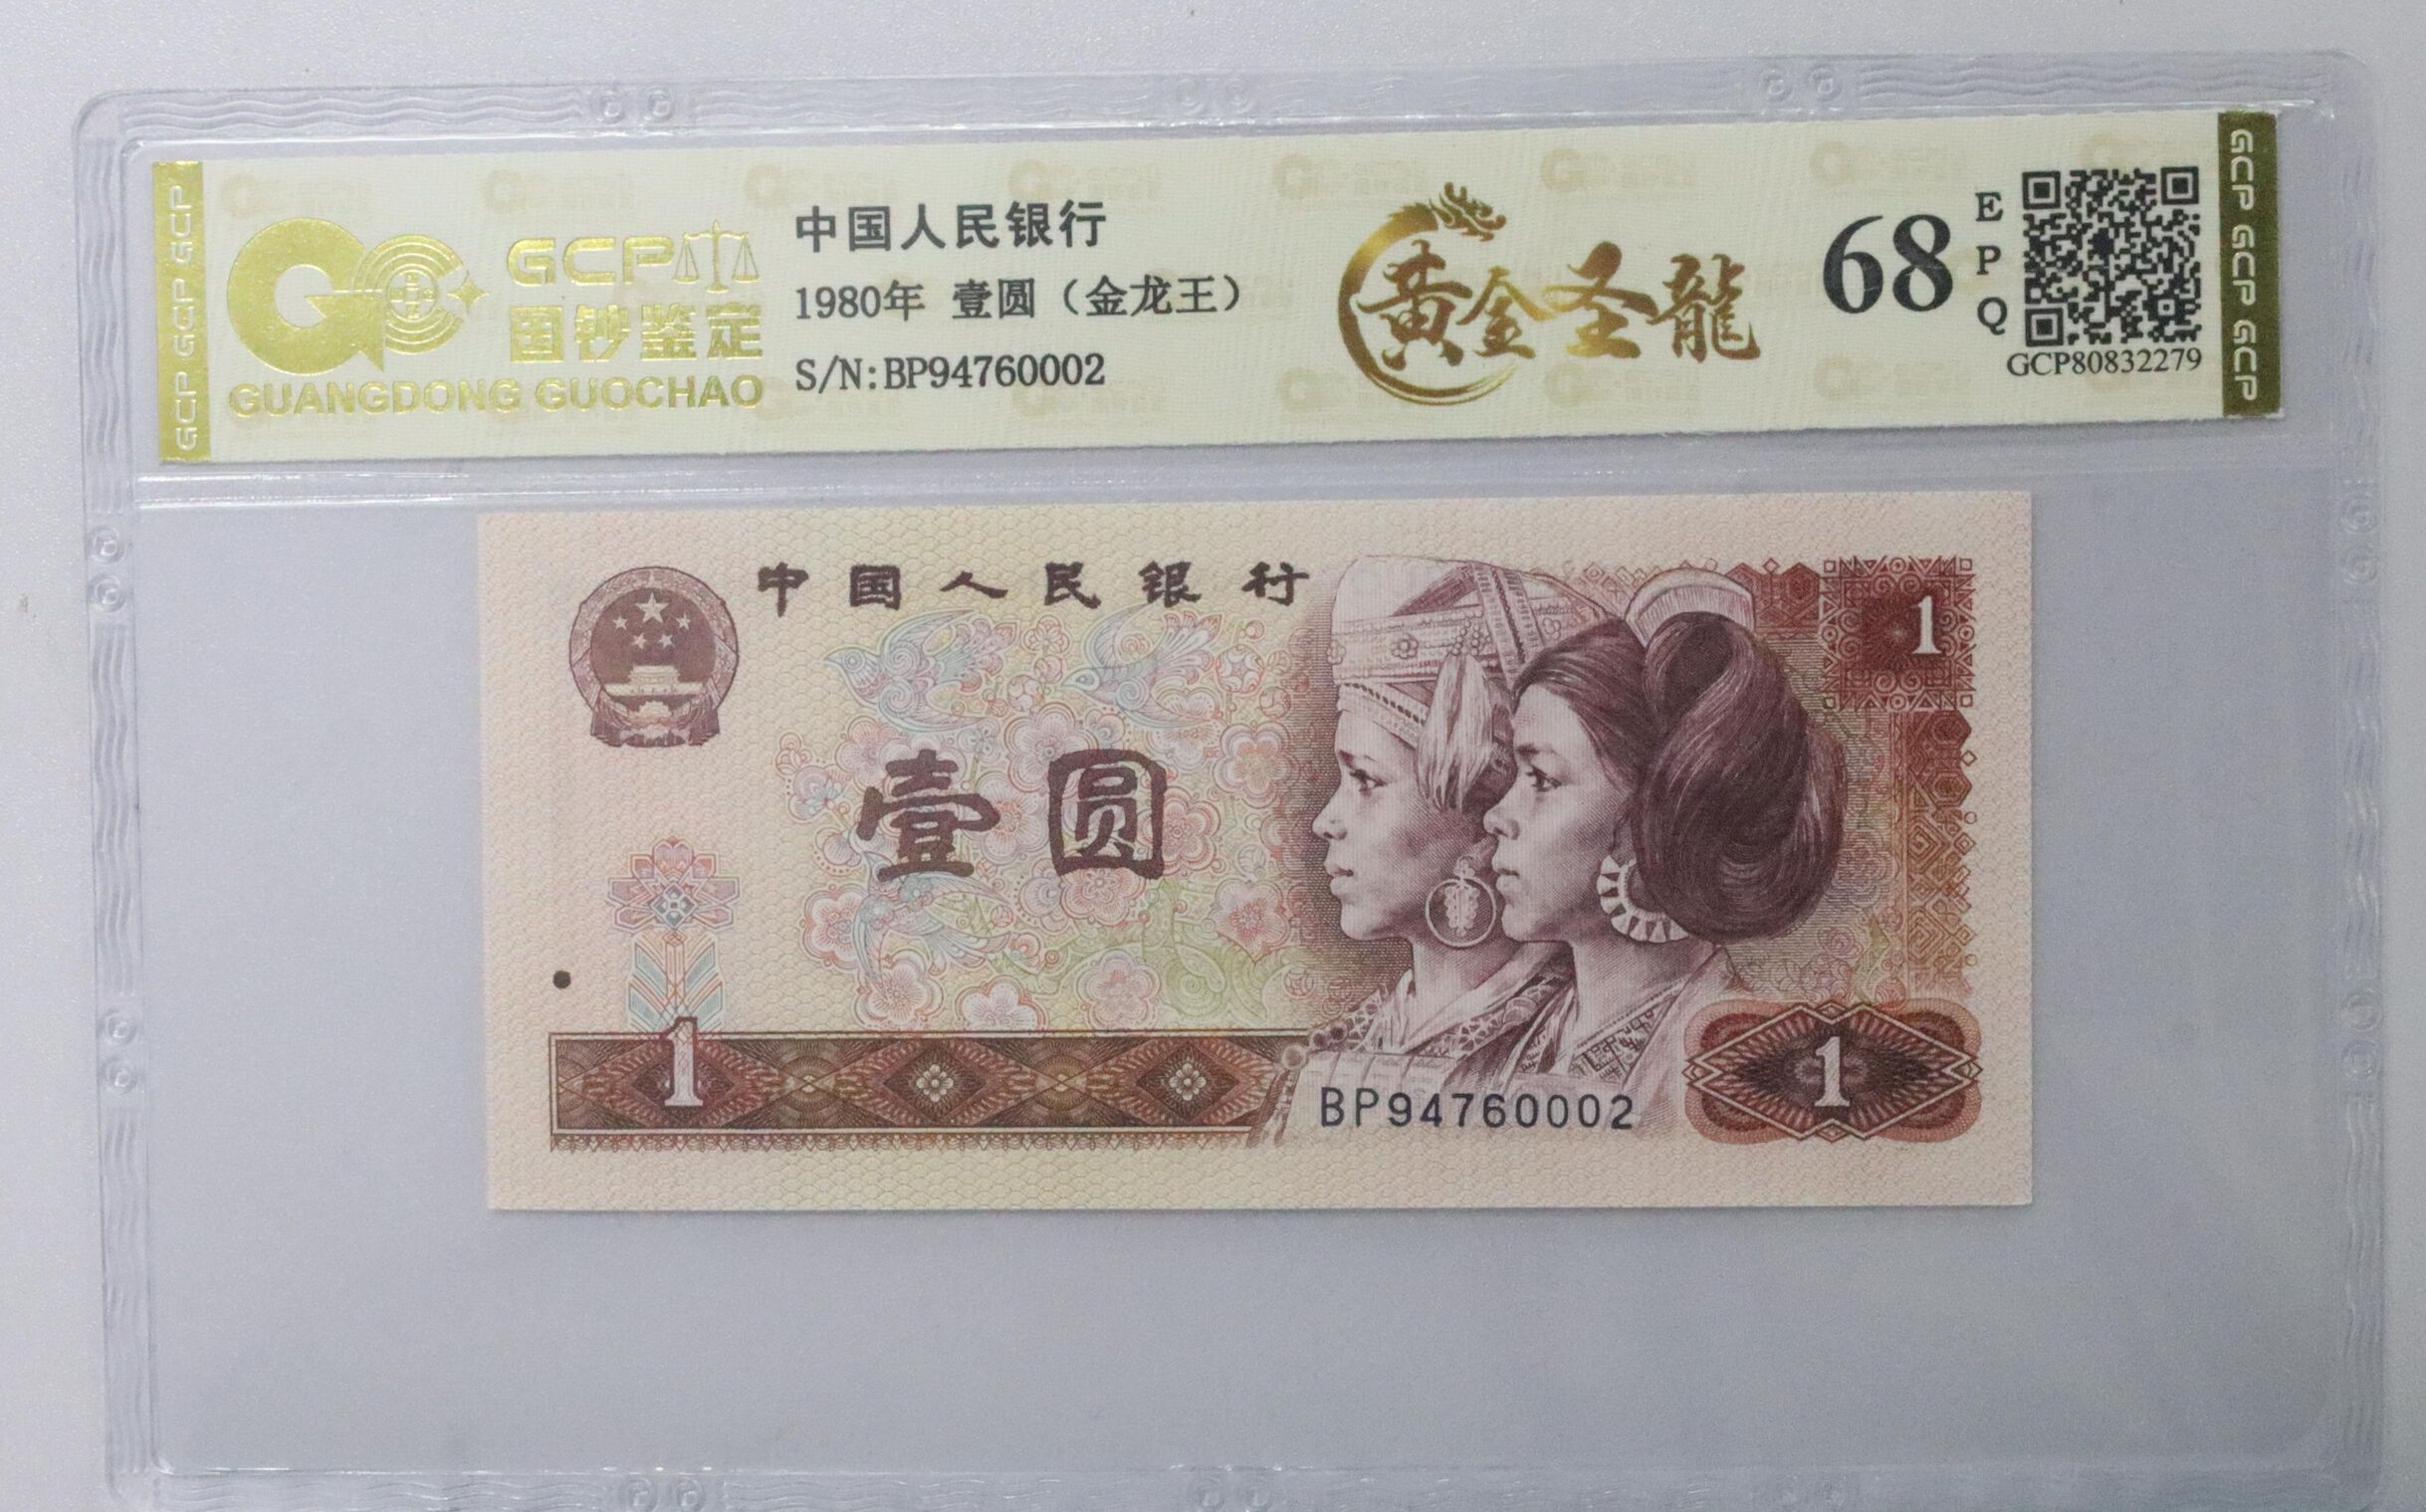 GCP GCP GCP
GCP
国钞鉴定
GUANGDONG GUOCHAO
中国人民银行
1980年 壹圆（金龙王）
S/N:BP94760002
黄金圣龍
68
EPQ
GCP80832279
GCP GCP GCP
中国人民银行
1
壹圆
1
1
BP94760002